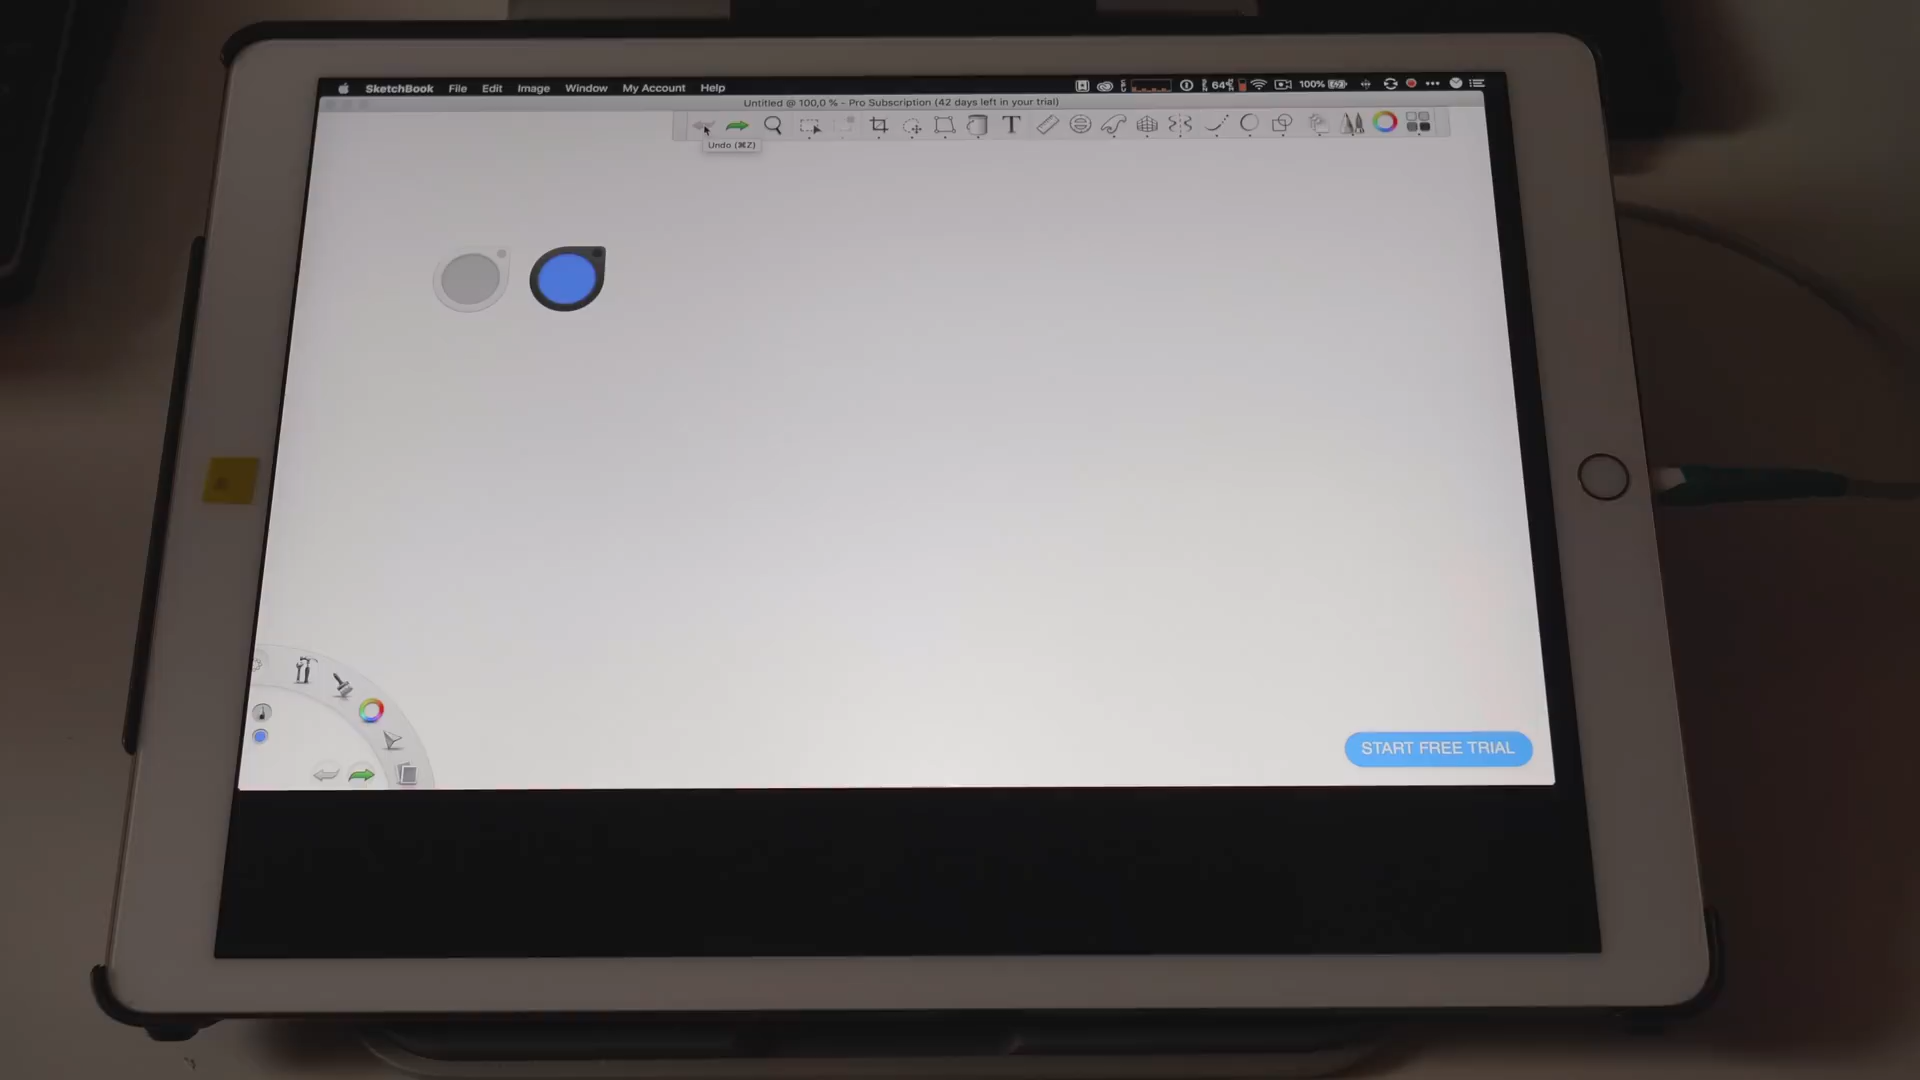 SketchBook File Edit Image Window My Account Help 64% 100%
Untitled @ 100,0 % - Pro Subscription (42 days left in your trial)
T
Undo (⌘Z)
START FREE TRIAL